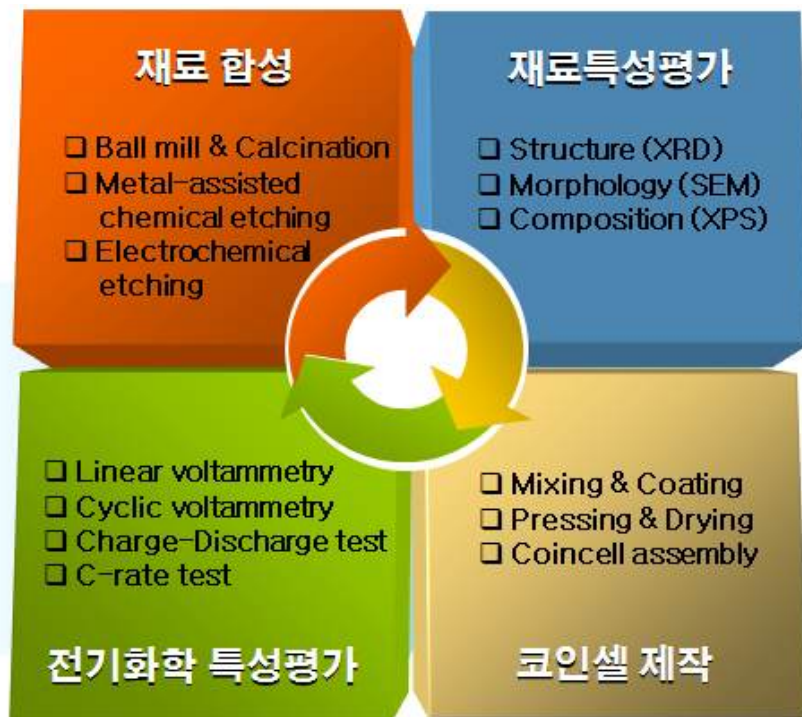 재료 합성
❑ Ball mill & Calcination
❑ Metal-assisted
chemical etching
❑ Electrochemical
etching
재료특성평가
❑ Structure (XRD)
❑ Morphology (SEM)
❑ Composition (XPS)
❑ Linear voltammetry
❑ Cyclic voltammetry
❑ Charge-Discharge test
❑ C-rate test
전기화학 특성평가
❑ Mixing & Coating
❑ Pressing & Drying
❑ Coincell assembly
코인셀 제작